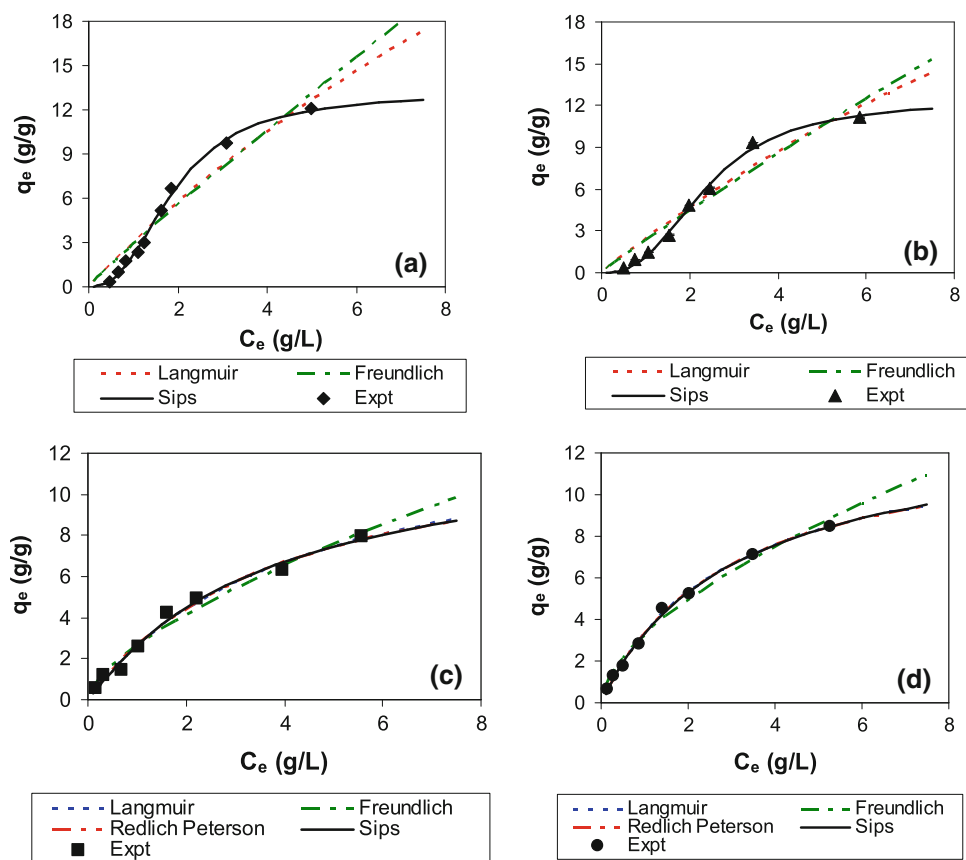 18
15
12
9
6
3
0
qe (g/g)
(a)
0 2 4 6 8
Ce (g/L)
Langmuir Freundlich
Sips Expt
18
15
12
9
6
3
0
qe (g/g)
(b)
0 2 4 6 8
Ce (g/L)
Langmuir Freundlich
Sips Expt
12
10
8
6
4
2
0
qe (g/g)
(c)
0 2 4 6 8
Ce (g/L)
Langmuir Freundlich
Redlich Peterson Sips
Expt
12
10
8
6
4
2
0
qe (g/g)
(d)
0 2 4 6 8
Ce (g/L)
Langmuir Freundlich
Redlich Peterson Sips
Expt